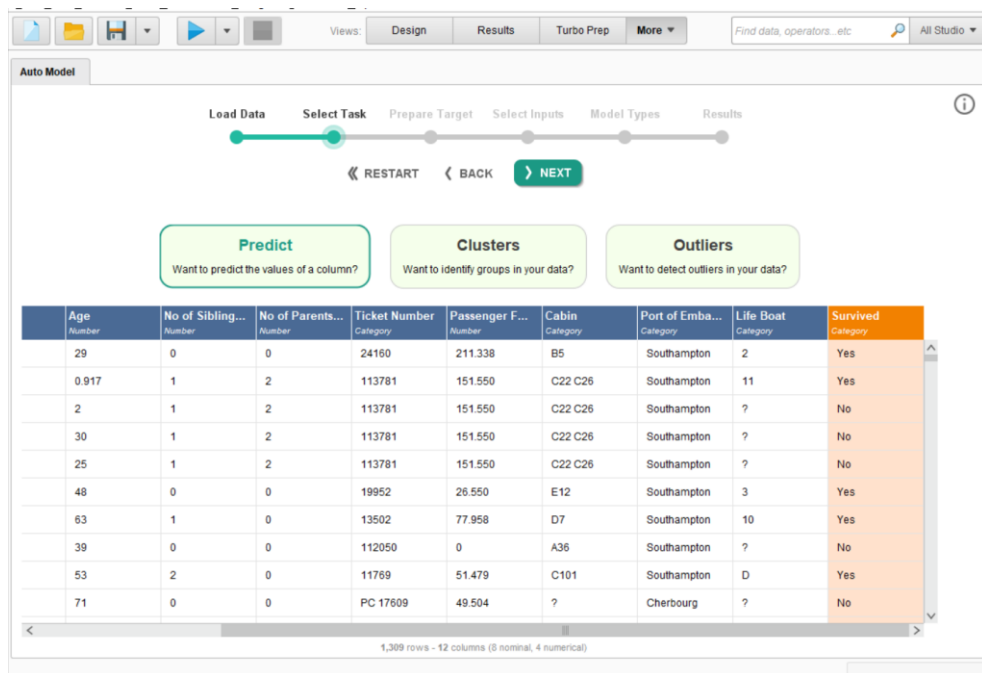 Views: Design Results Turbo Prep More Find data, operators...etc All Studio
Auto Model
Load Data Select Task Prepare Target Select Inputs Model Types Results
RESTART BACK NEXT
Predict Clusters Outliers
Want to predict the values of a column? Want to identify groups in your data? Want to detect outliers in your data?
Age No of Sibling... No of Parents... Ticket Number Passenger F... Cabin Port of Emba... Life Boat Survived
Number Number Number Category Number Category Category Category Category
29 0 0 24160 211.338 B5 Southampton 2 Yes
0.917 1 2 113781 151.550 C22 C26 Southampton 11 Yes
2 1 2 113781 151.550 C22 C26 Southampton ? No
30 1 2 113781 151.550 C22 C26 Southampton ? No
25 1 2 113781 151.550 C22 C26 Southampton ? No
48 0 0 19952 26.550 E12 Southampton 3 Yes
63 1 0 13502 77.958 D7 Southampton 10 Yes
39 0 0 112050 0 A36 Southampton ? No
53 2 0 11769 51.479 C101 Southampton D Yes
71 0 0 PC 17609 49.504 ? Cherbourg ? No
1,309 rows - 12 columns (8 nominal, 4 numerical)